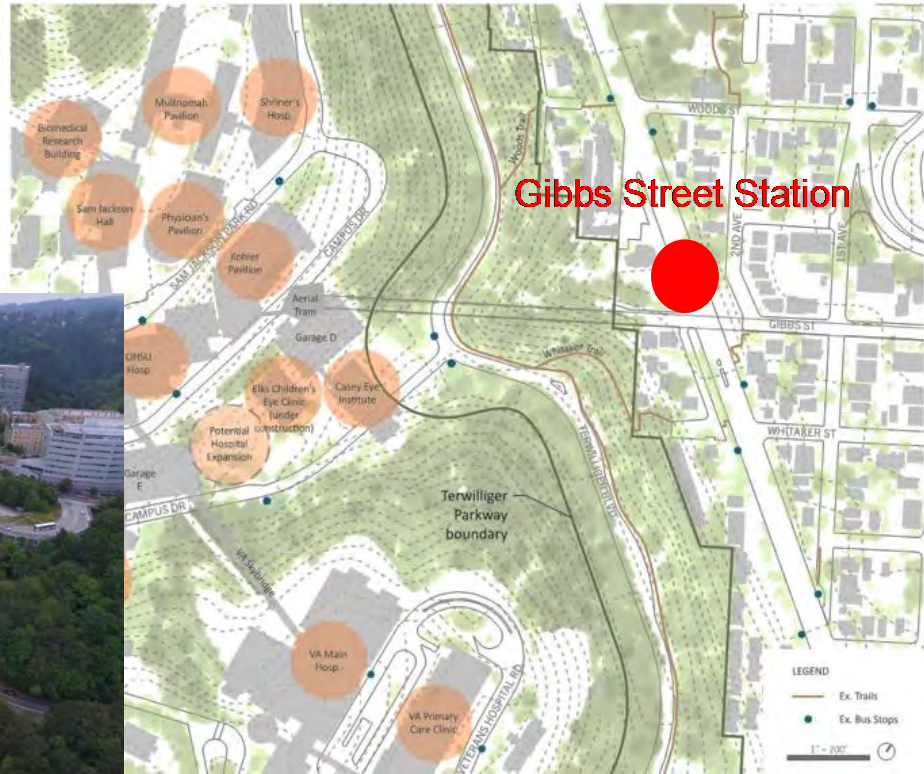 Mulinomah
Pavilion
Shriner's
Hosp.
Biomedical
Research
Building
Woods Trail
WOODS ST
Gibbs Street Station
Sam Jackson
Hall
Physician's
Pavilion
SAM JACKSON PARK RD
CAMPUS DR
Kohler
Pavilion
2ND AVE
1ST AVE
Aerial
Tram
Garage D
GIBBS ST
Whitaker Trail
OHSU
Hosp.
Elks Children's
Eye Clinic
(under
construction)
Casey Eye
Institute
Potential
Hospital
Expansion
WHITAKER ST
TERWILLIGER BLVD
Garage
E
CAMPUS DR
Terwilliger
Parkway
boundary
VA Skybridge
VA Main
Hosp.
VA Primary
Care Clinic
VETERANS HOSPITAL RD
LEGEND
Ex. Trails
Ex. Bus Stops
1" = 200'